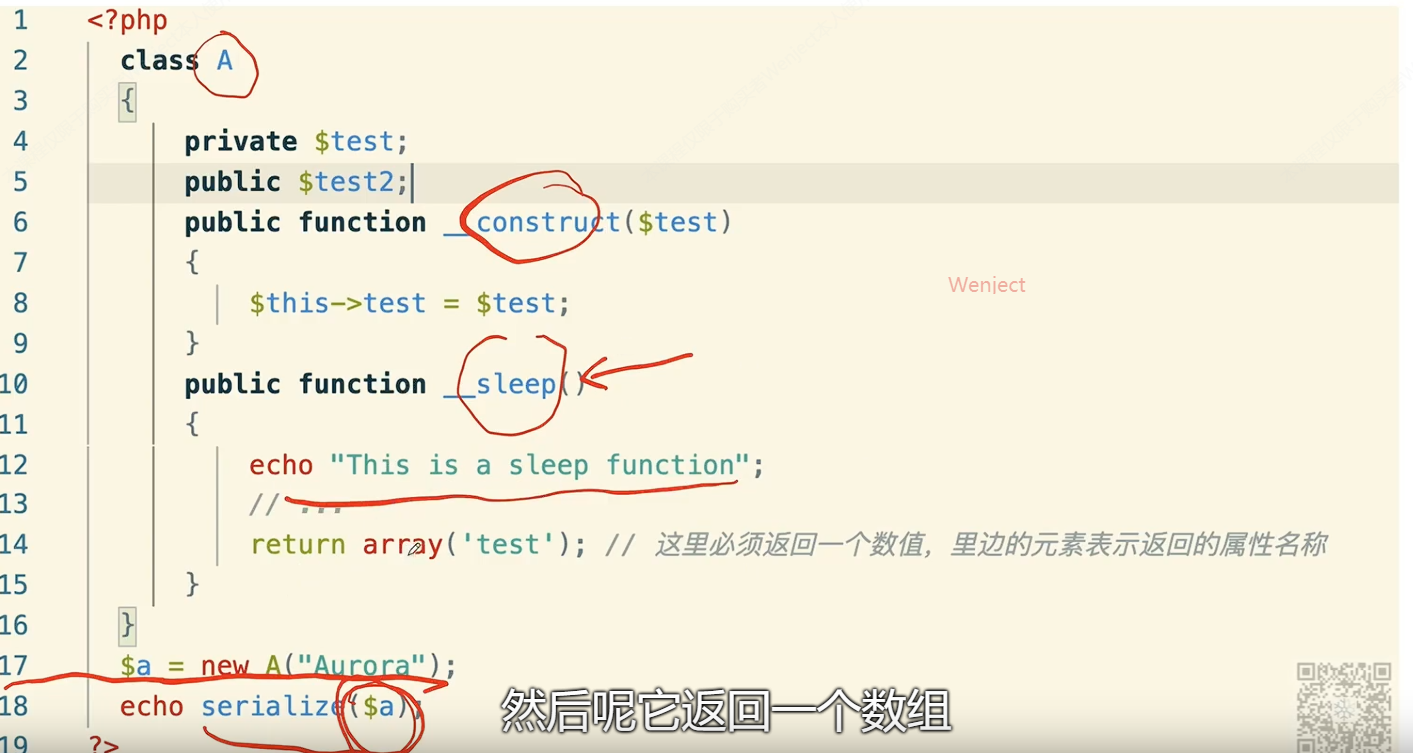 1 <?php
2 class A
3 {
4 private $test;
5 public $test2;
6 public function __construct($test)
7 {
8 $this->test = $test;
9 }
10 public function __sleep()
11 {
12 echo "This is a sleep function";
13 // ...
14 return array('test'); // 这里必须返回一个数值，里边的元素表示返回的属性名称
15 }
16 }
17 $a = new A("Aurora");
18 echo serialize($a);
19 ?>
Wenject
然后呢它返回一个数组